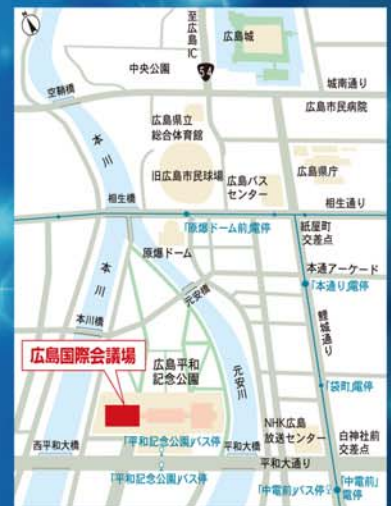 至広島
IC
広島城
54
中央公園
城南通り
空鞘橋
広島市民病院
広島県立
総合体育館
本川
旧広島市民球場
広島バス
センター
広島県庁
相生橋
相生通り
「原爆ドーム前」電停
紙屋町
交差点
原爆ドーム
本通アーケード
元安橋
「本通り」電停
本川
鯉城通り
本川橋
広島国際会議場
広島平和
記念公園
元安川
「袋町」電停
NHK広島
放送センター
白神社前
交差点
西平和大橋
「平和記念公園」バス停
平和大橋
平和大通り
「平和記念公園」バス停
「中電前」バス停
「中電前」
電停